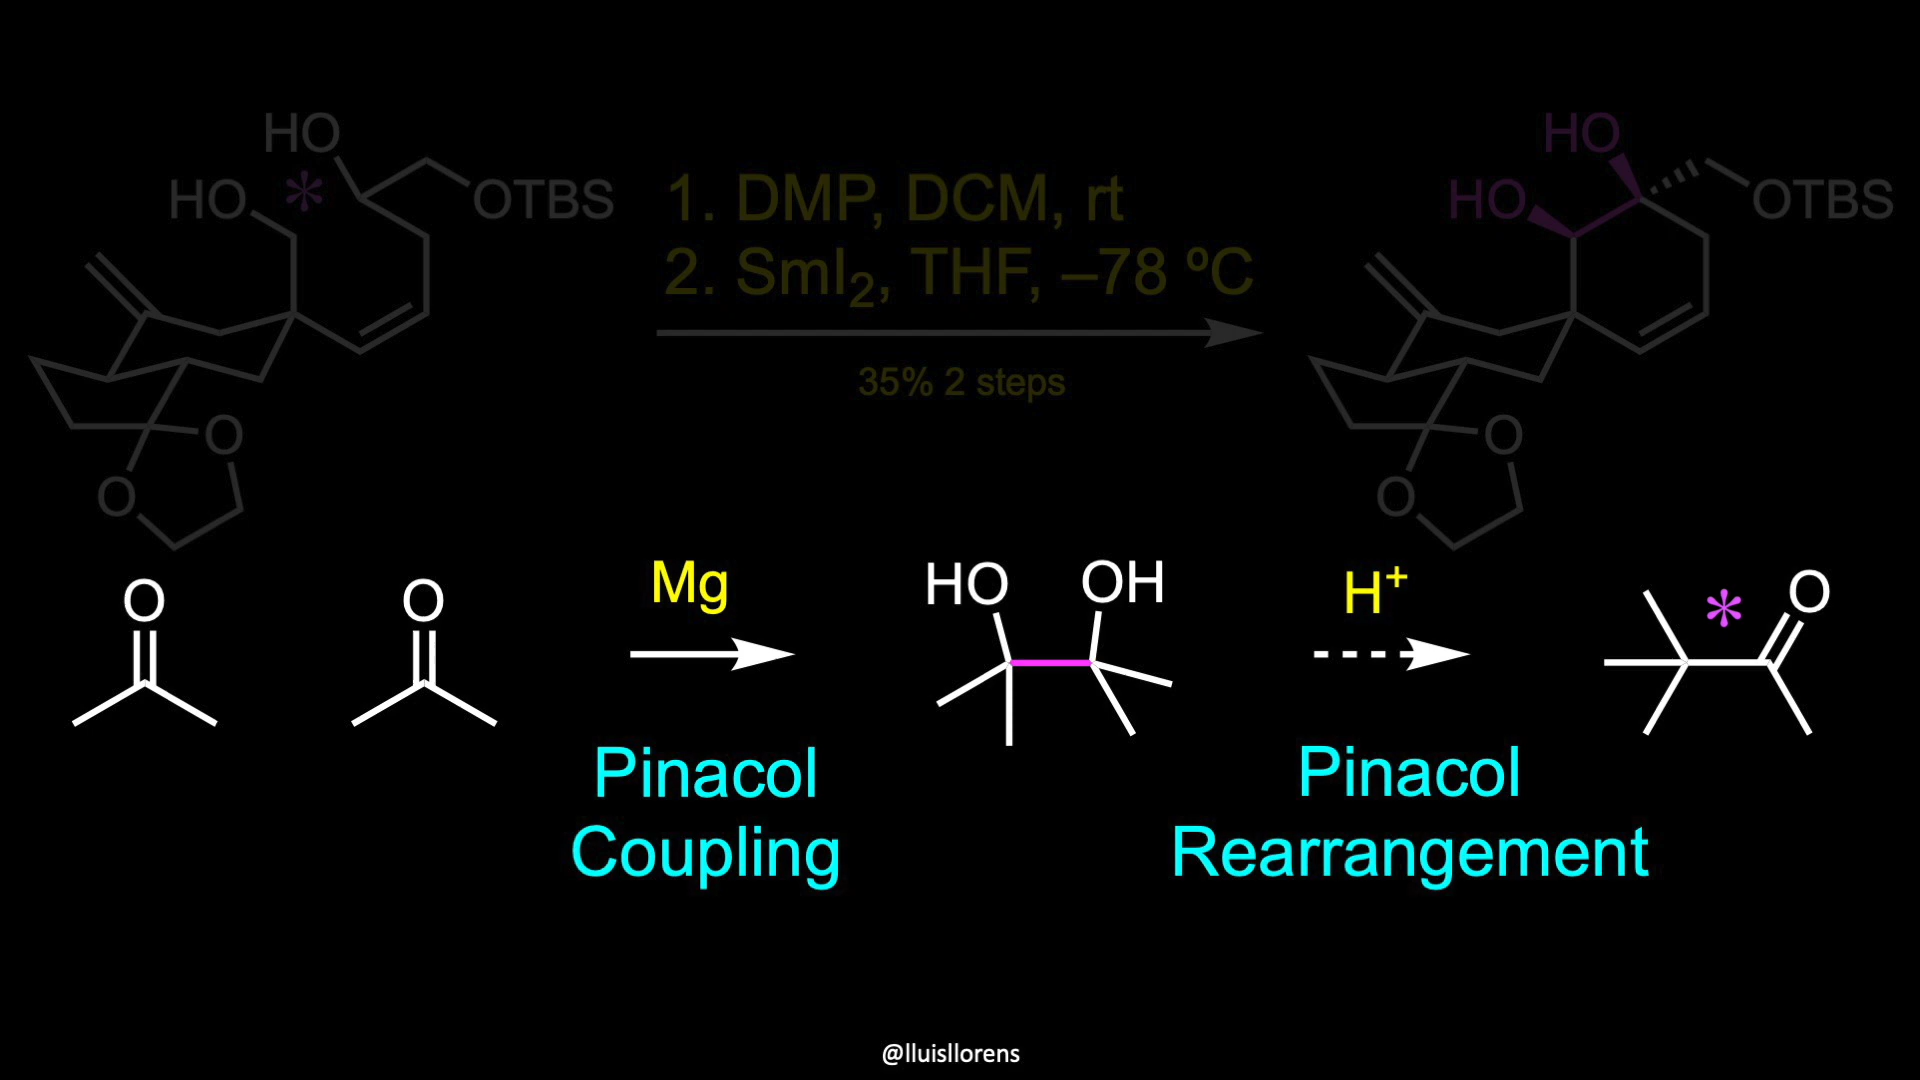 HO
HO
*
OTBS
O
O
1. DMP, DCM, rt
2. SmI₂, THF, –78 ºC
35% 2 steps
HO
HO
OTBS
O
O
O
O
Mg
HO
OH
H⁺
*
O
Pinacol
Coupling
Pinacol
Rearrangement
@lluisllorens